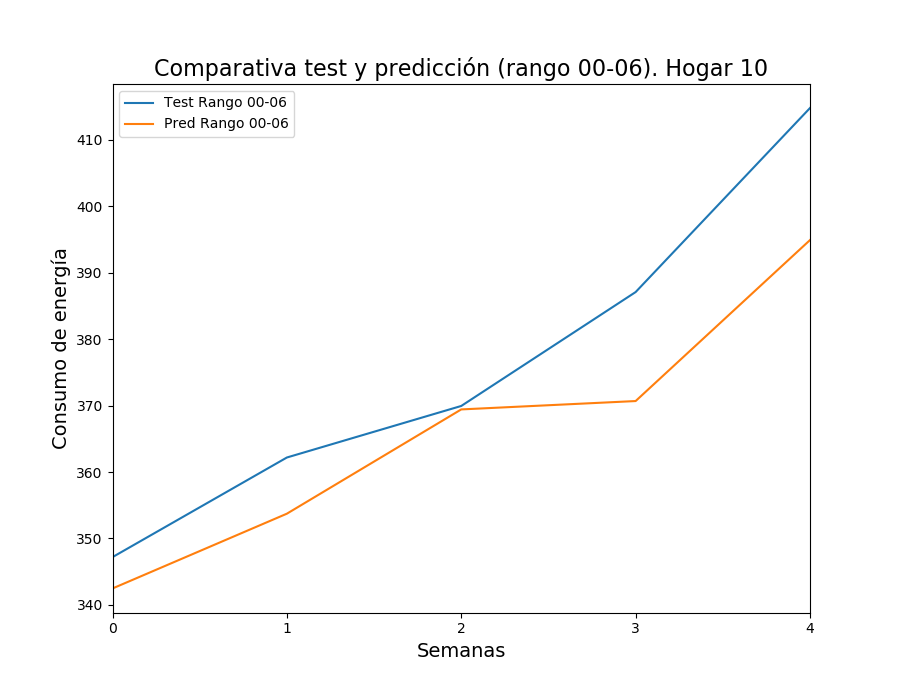 Comparativa test y predicción (rango 00-06). Hogar 10
Test Rango 00-06
Pred Rango 00-06
Consumo de energía
410
400
390
380
370
360
350
340
0 1 2 3 4
Semanas